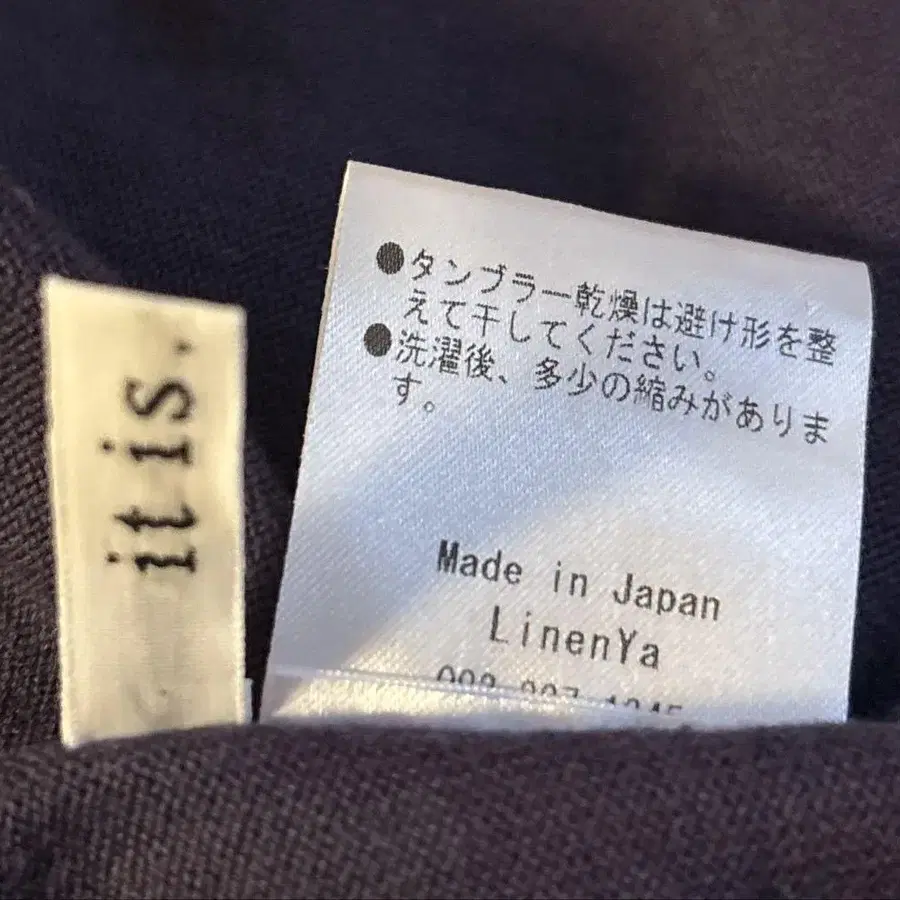 it is.
●タンブラー乾燥は避け形を整
えて干してください。
●洗濯後、多少の縮みがありま
す。
Made in Japan
LinenYa